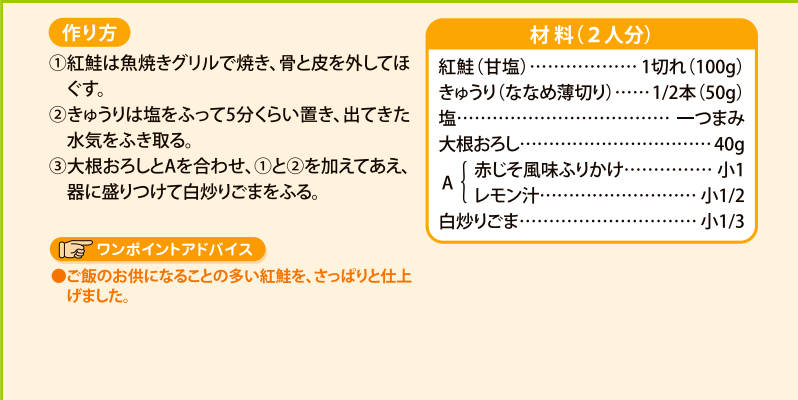 作り方
①紅鮭は魚焼きグリルで焼き、骨と皮を外してほ
ぐす。
②きゅうりは塩をふって5分くらい置き、出てきた
水気をふき取る。
③大根おろしとAを合わせ、①と②を加えてあえ、
器に盛りつけて白炒りごまをふる。
ワンポイントアドバイス
●ご飯のお供になることの多い紅鮭を、さっぱりと仕上
げました。
材料(2人分)
紅鮭(甘塩)………………1切れ(100g)
きゅうり(ななめ薄切り)……1/2本(50g)
塩………………………………一つまみ
大根おろし……………………………40g
A
赤じそ風味ふりかけ……………小1
レモン汁………………………小1/2
白炒りごま…………………………小1/3